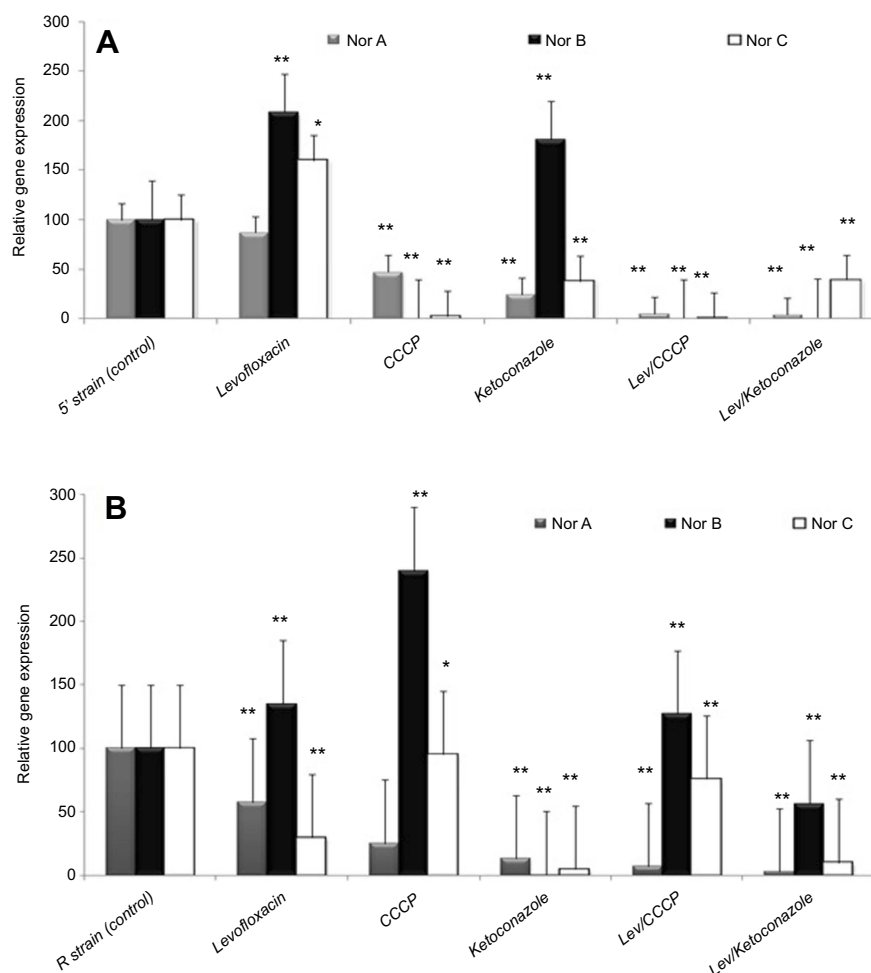 A
Nor A Nor B Nor C
Relative gene expression
300
250
200
150
100
50
0
** ** * ** ** ** ** ** ** ** ** ** ** ** **
5' strain (control)
Levofloxacin
CCCP
Ketoconazole
Lev/CCCP
Lev/Ketoconazole
B
Nor A Nor B Nor C
Relative gene expression
300
250
200
150
100
50
0
** ** ** ** * ** ** ** ** ** ** ** ** **
R strain (control)
Levofloxacin
CCCP
Ketoconazole
Lev/CCCP
Lev/Ketoconazole